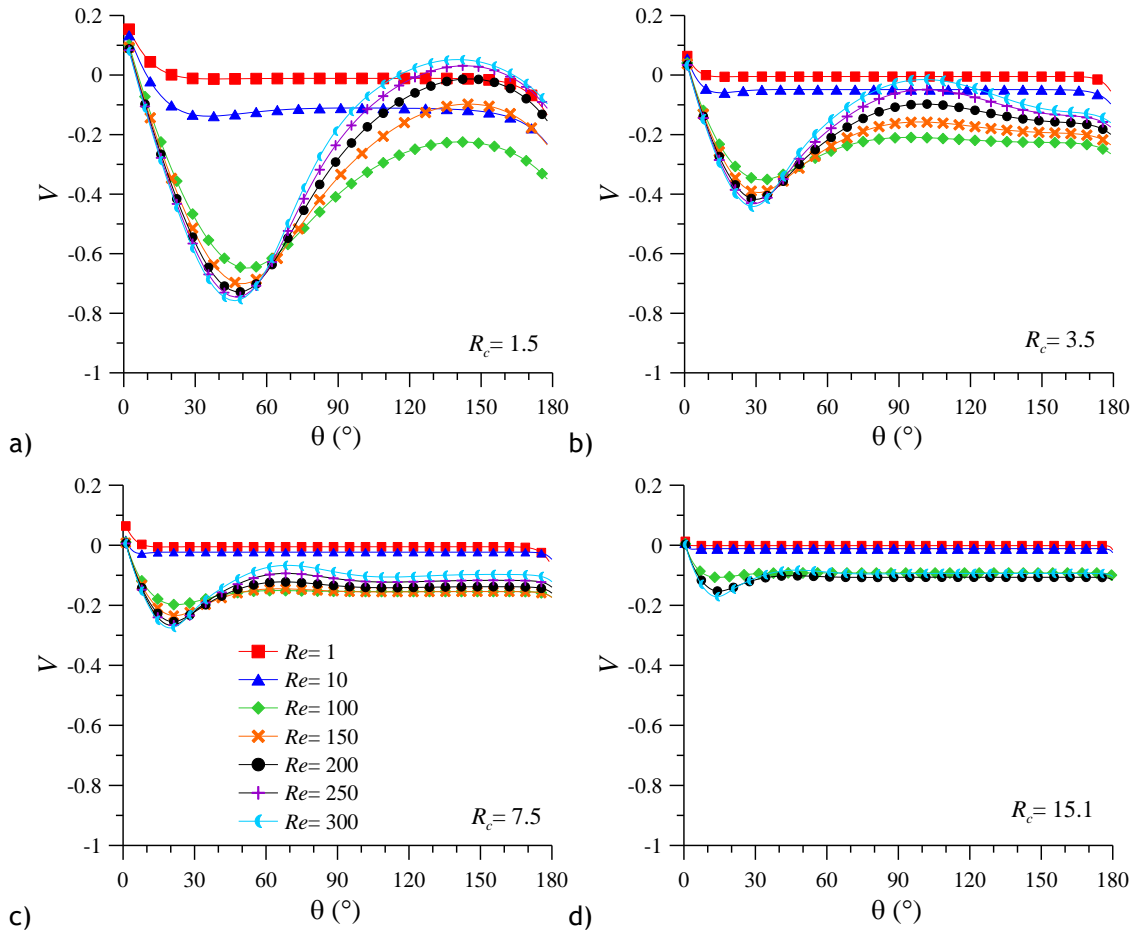 0.2
0
-0.2
-0.4
-0.6
-0.8
-1
V
0 30 60 90 120 150 180
θ (°)
R_c= 1.5
a)
0.2
0
-0.2
-0.4
-0.6
-0.8
-1
V
0 30 60 90 120 150 180
θ (°)
R_c= 3.5
b)
0.2
0
-0.2
-0.4
-0.6
-0.8
-1
V
Re= 1
Re= 10
Re= 100
Re= 150
Re= 200
Re= 250
Re= 300
R_c= 7.5
0 30 60 90 120 150 180
θ (°)
c)
0.2
0
-0.2
-0.4
-0.6
-0.8
-1
V
R_c= 15.1
0 30 60 90 120 150 180
θ (°)
d)